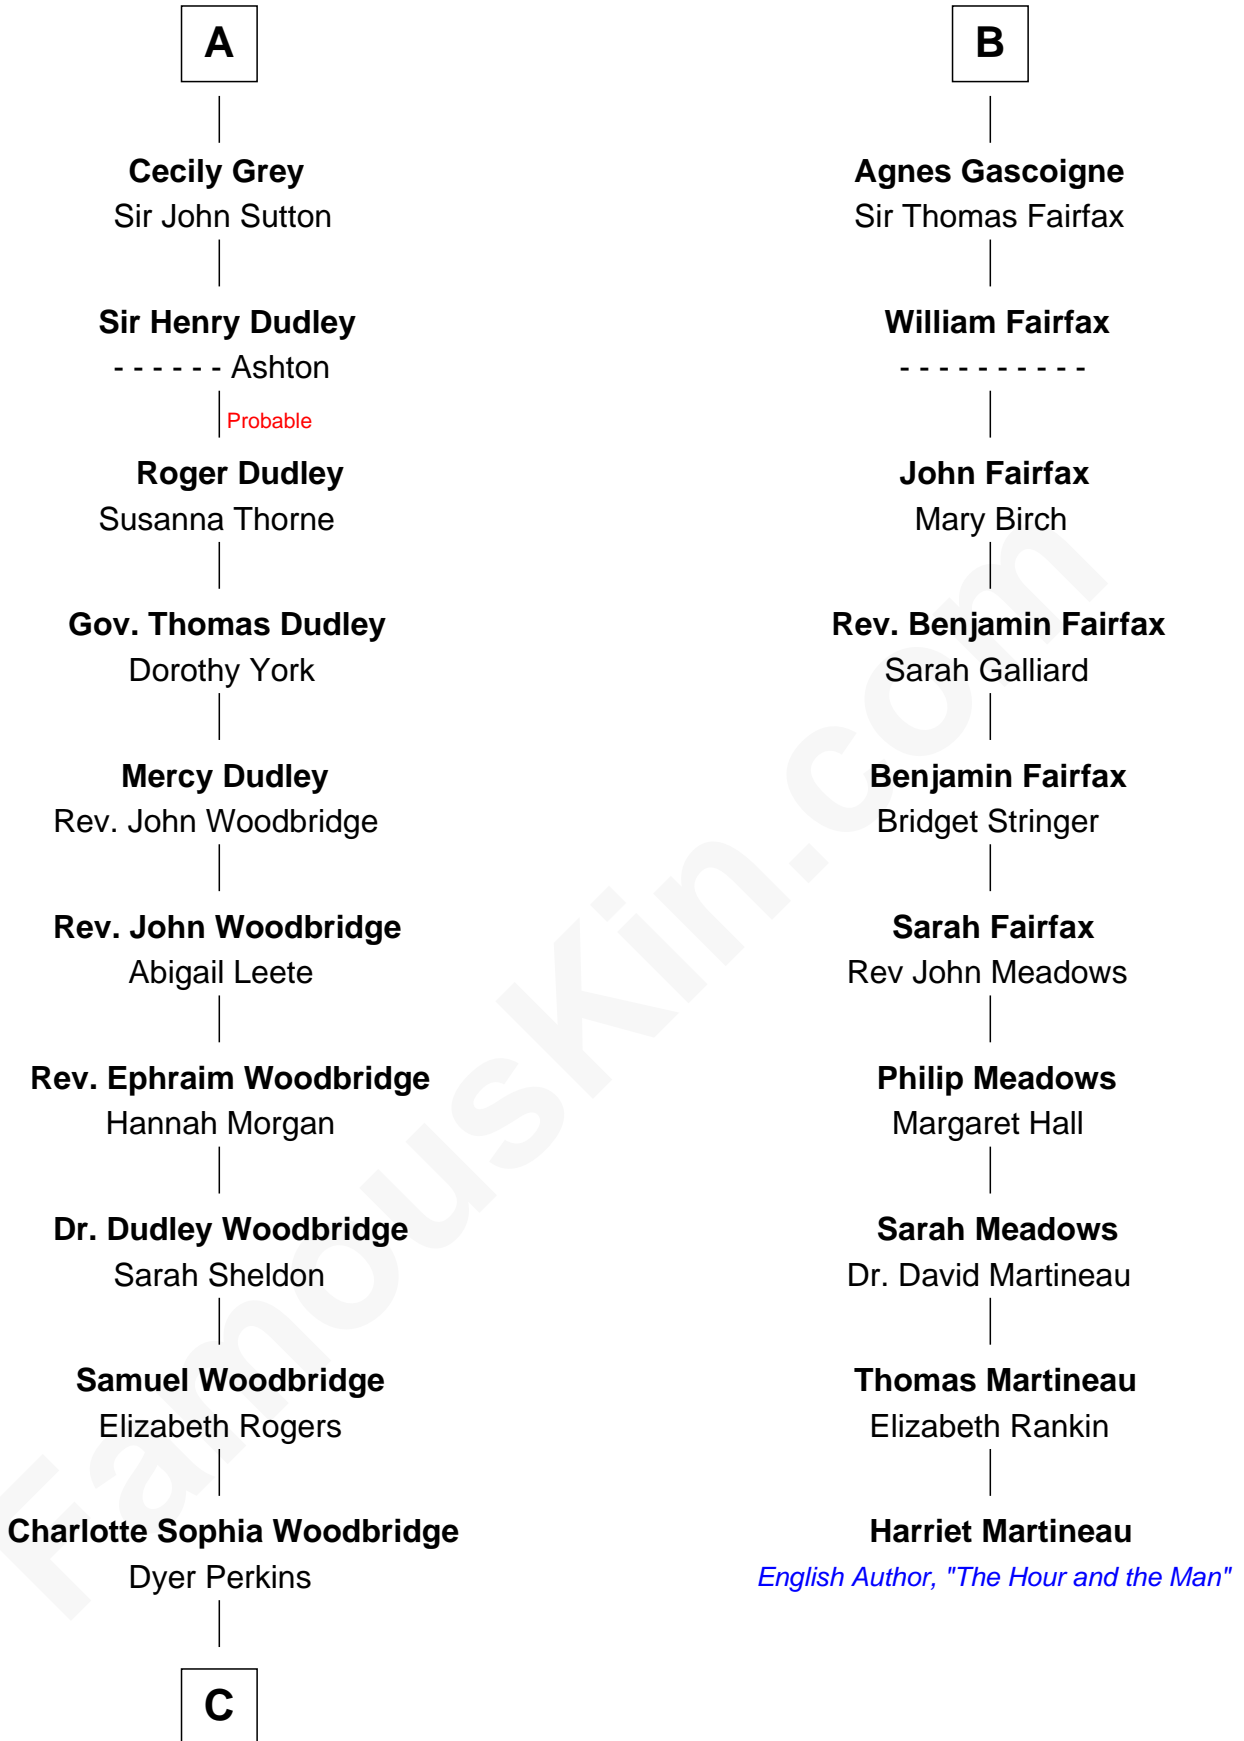 A
Cecily Grey
Sir John Sutton
Sir Henry Dudley
- - - - - - Ashton
Probable
Roger Dudley
Susanna Thorne
Gov. Thomas Dudley
Dorothy York
Mercy Dudley
Rev. John Woodbridge
Rev. John Woodbridge
Abigail Leete
Rev. Ephraim Woodbridge
Hannah Morgan
Dr. Dudley Woodbridge
Sarah Sheldon
Samuel Woodbridge
Elizabeth Rogers
Charlotte Sophia Woodbridge
Dyer Perkins
C
B
Agnes Gascoigne
Sir Thomas Fairfax
William Fairfax
- - - - - - - - - -
John Fairfax
Mary Birch
Rev. Benjamin Fairfax
Sarah Galliard
Benjamin Fairfax
Bridget Stringer
Sarah Fairfax
Rev John Meadows
Philip Meadows
Margaret Hall
Sarah Meadows
Dr. David Martineau
Thomas Martineau
Elizabeth Rankin
Harriet Martineau
English Author, "The Hour and the Man"
FamousKin.com